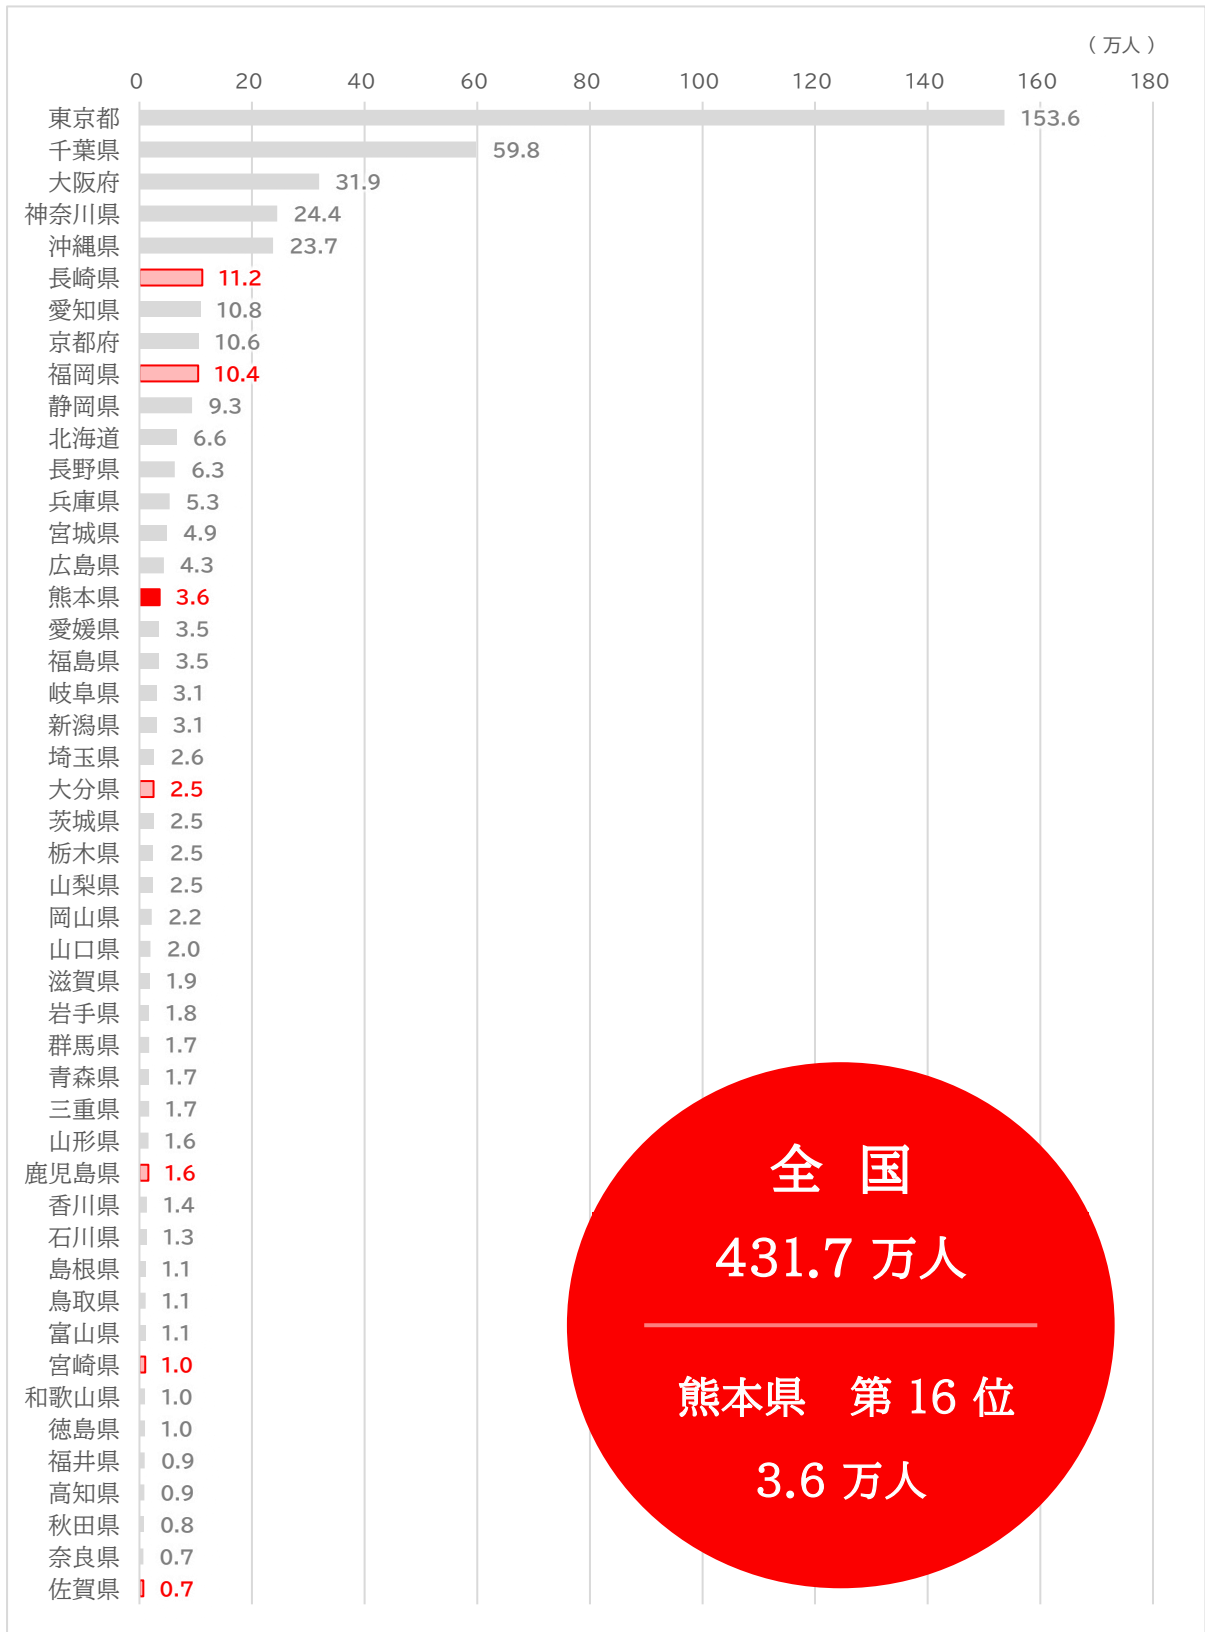 （ 万人 ）
0 20 40 60 80 100 120 140 160 180
東京都 153.6
千葉県 59.8
大阪府 31.9
神奈川県 24.4
沖縄県 23.7
長崎県 11.2
愛知県 10.8
京都府 10.6
福岡県 10.4
静岡県 9.3
北海道 6.6
長野県 6.3
兵庫県 5.3
宮城県 4.9
広島県 4.3
熊本県 3.6
愛媛県 3.5
福島県 3.5
岐阜県 3.1
新潟県 3.1
埼玉県 2.6
大分県 2.5
茨城県 2.5
栃木県 2.5
山梨県 2.5
岡山県 2.2
山口県 2.0
滋賀県 1.9
岩手県 1.8
群馬県 1.7
青森県 1.7
三重県 1.7
山形県 1.6
鹿児島県 1.6
香川県 1.4
石川県 1.3
島根県 1.1
鳥取県 1.1
富山県 1.1
宮崎県 1.0
和歌山県 1.0
徳島県 1.0
福井県 0.9
高知県 0.9
秋田県 0.8
奈良県 0.7
佐賀県 0.7
全 国
431.7 万人
熊本県 第 16 位
3.6 万人